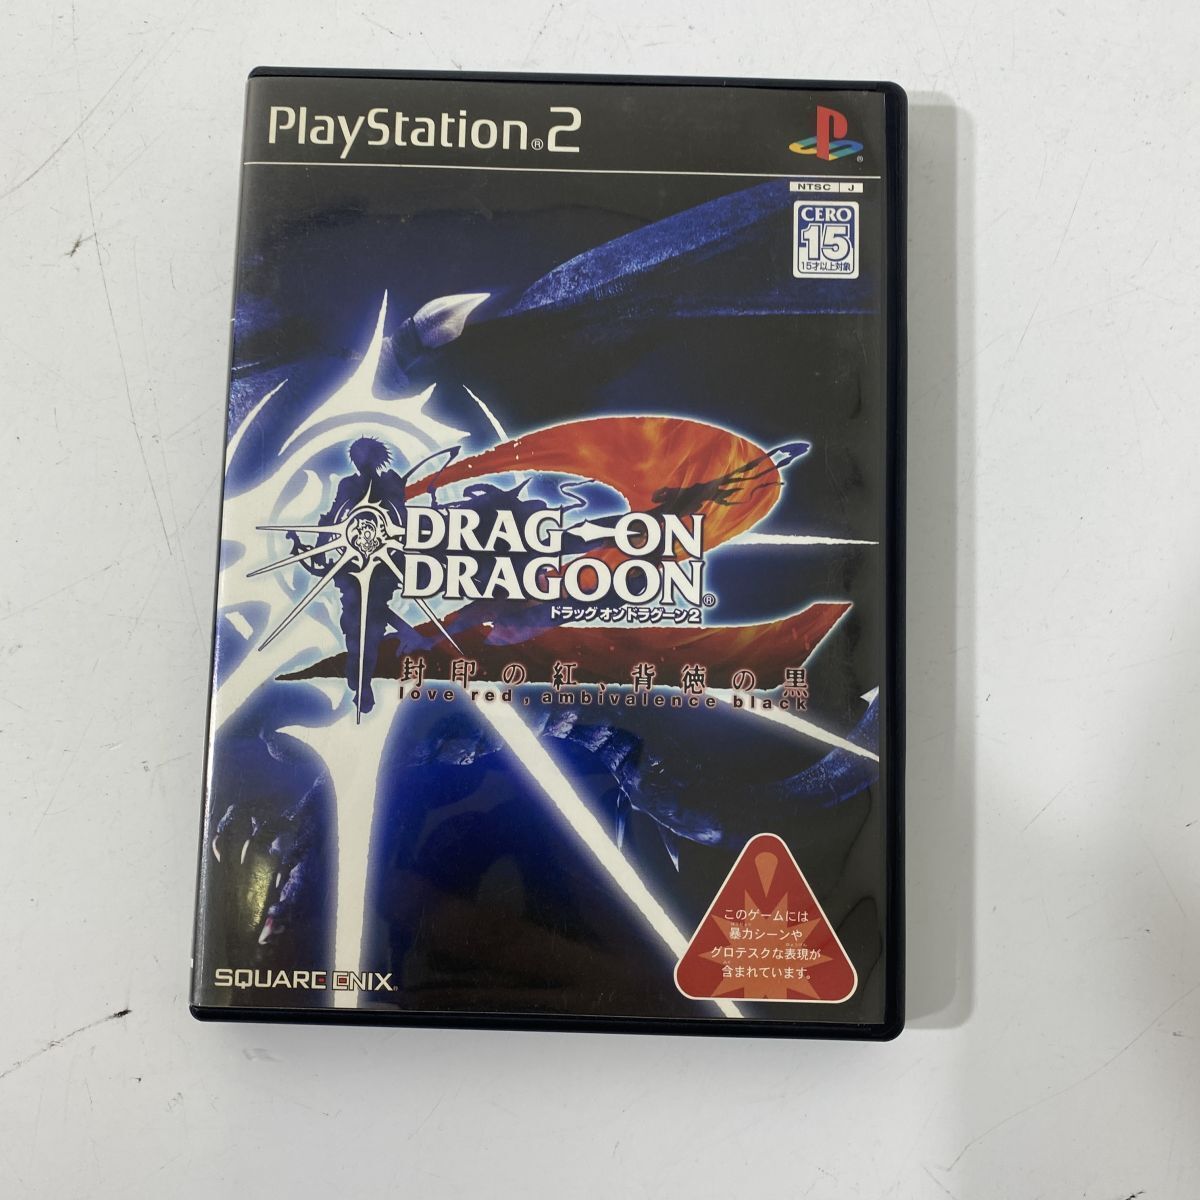 PlayStation®2
NTSC J
CERO
15
15才以上対象
DRAG-ON
DRAGOON®
ドラッグ オン ドラグーン2
封印の紅、背徳の黒
love red, ambivalence black
このゲームには
暴力シーンや
グロテスクな表現が
含まれています。
SQUARE ENIX®